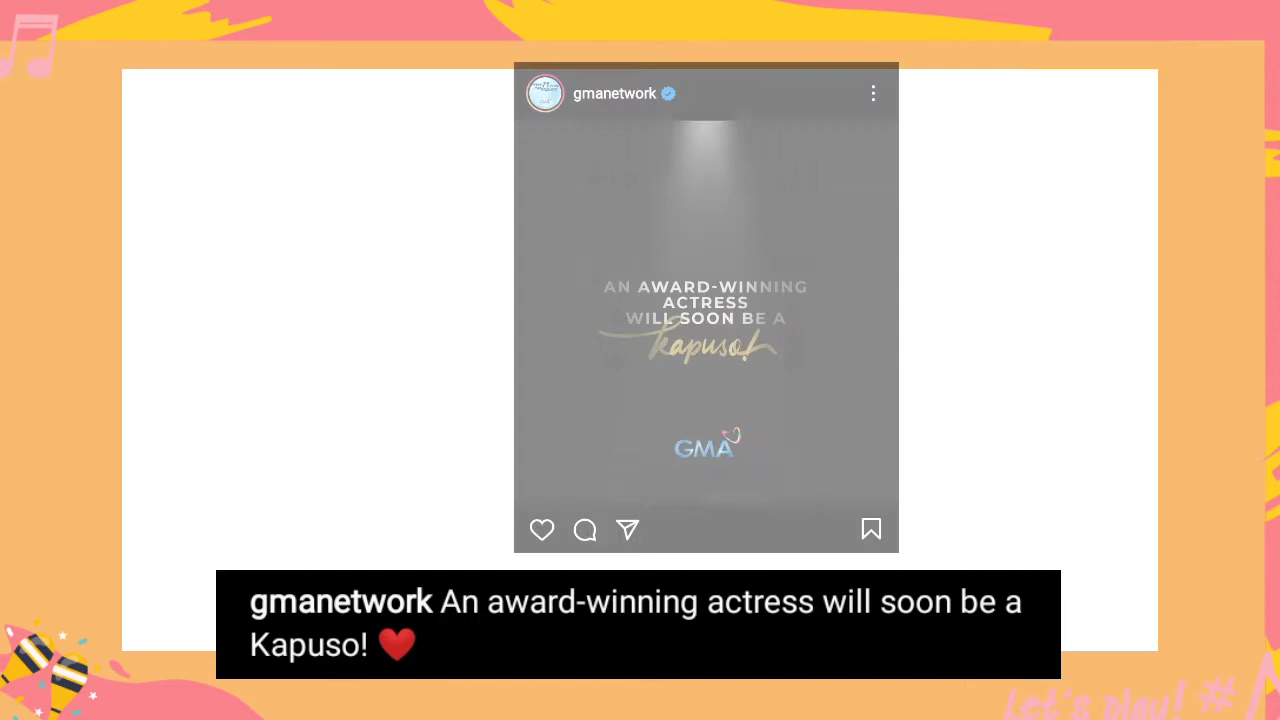 gmanetwork
AN AWARD-WINNING
ACTRESS
WILL SOON BE A
kapuso!
GMA
gmanetwork An award-winning actress will soon be a
Kapuso! ❤️
Let's play! #